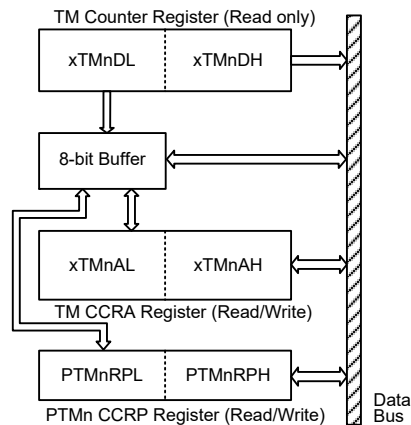 TM Counter Register (Read only)
xTMnDL xTMnDH
8-bit Buffer
xTMnAL xTMnAH
TM CCRA Register (Read/Write)
PTMnRPL PTMnRPH
PTMn CCRP Register (Read/Write)
Data
Bus